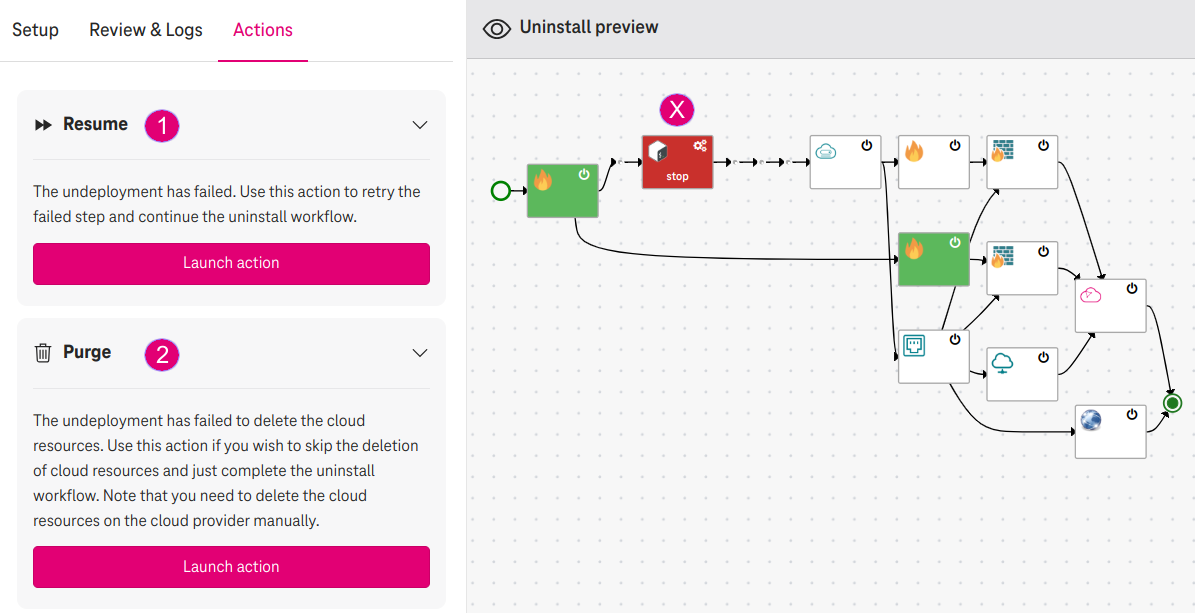 Setup Review & Logs Actions
Uninstall preview
Resume 1
The undeployment has failed. Use this action to retry the
failed step and continue the uninstall workflow.
Launch action
Purge 2
The undeployment has failed to delete the cloud
resources. Use this action if you wish to skip the deletion
of cloud resources and just complete the uninstall
workflow. Note that you need to delete the cloud
resources on the cloud provider manually.
Launch action
X
stop